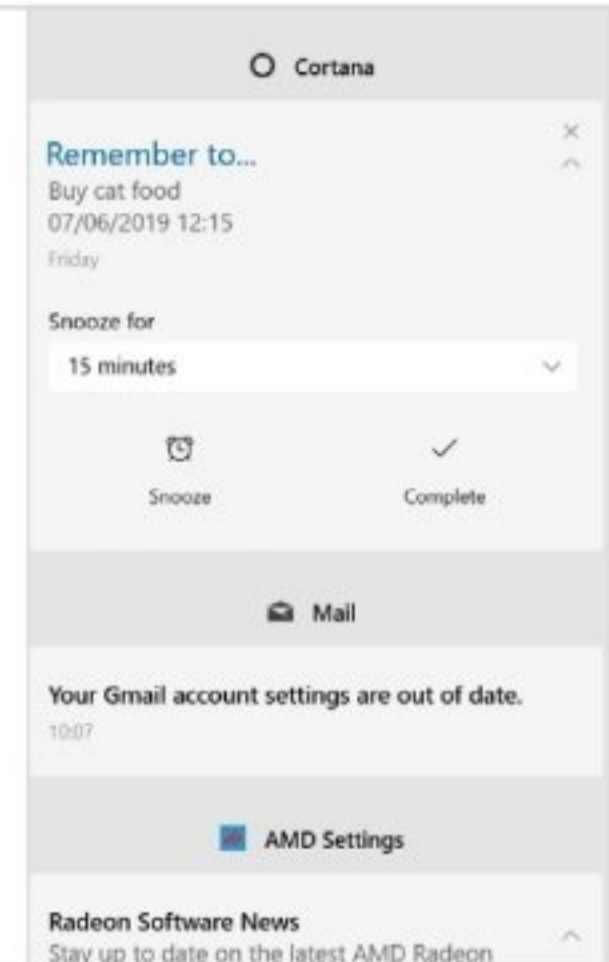 Cortana
Remember to...
Buy cat food
07/06/2019 12:15
Friday
Snooze for
15 minutes
Snooze
Complete
Mail
Your Gmail account settings are out of date.
10:07
AMD Settings
Radeon Software News
Stay up to date on the latest AMD Radeon